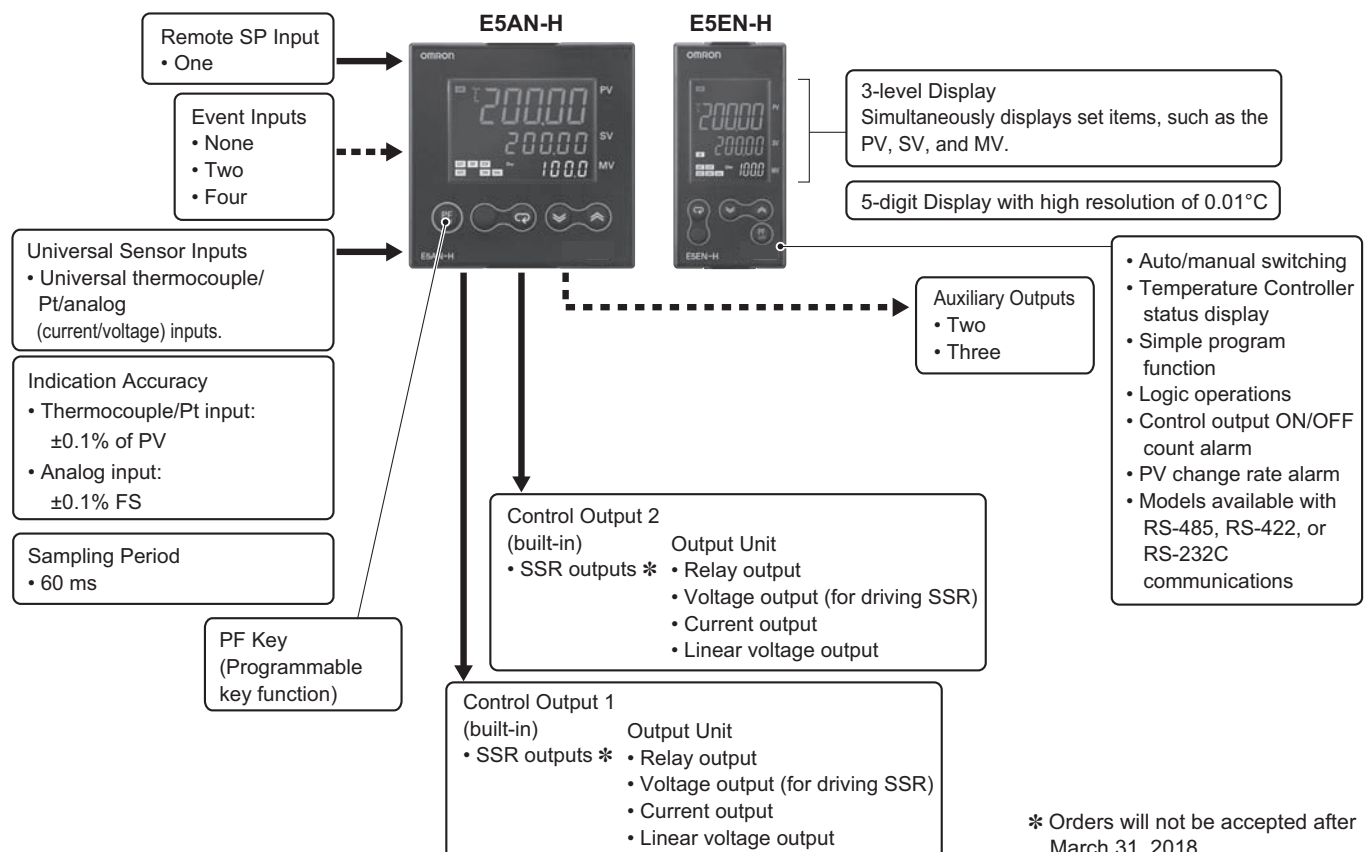 E5AN-H
E5EN-H
Remote SP Input
• One
Event Inputs
• None
• Two
• Four
Universal Sensor Inputs
• Universal thermocouple/
Pt/analog
(current/voltage) inputs.
Indication Accuracy
• Thermocouple/Pt input:
±0.1% of PV
• Analog input:
±0.1% FS
Sampling Period
• 60 ms
OMRON
℃ 200.00 PV
200.00 SV
100.0 MV
PF
E5AN-H
OMRON
200.00 PV
200.00 SV
100.0 MV
PF
E5EN-H
3-level Display
Simultaneously displays set items, such as the
PV, SV, and MV.
5-digit Display with high resolution of 0.01°C
• Auto/manual switching
• Temperature Controller
status display
• Simple program
function
• Logic operations
• Control output ON/OFF
count alarm
• PV change rate alarm
• Models available with
RS-485, RS-422, or
RS-232C
communications
Auxiliary Outputs
• Two
• Three
PF Key
(Programmable
key function)
Control Output 2
(built-in) Output Unit
• SSR outputs ✽ • Relay output
• Voltage output (for driving SSR)
• Current output
• Linear voltage output
Control Output 1
(built-in) Output Unit
• SSR outputs ✽ • Relay output
• Voltage output (for driving SSR)
• Current output
• Linear voltage output
✽ Orders will not be accepted after
March 31, 2018